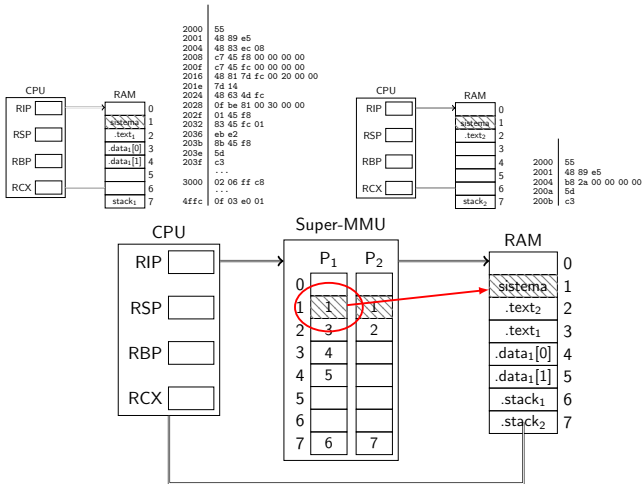 2000 55
2001 48 89 e5
2004 48 83 ec 08
2008 c7 45 f8 00 00 00 00
200f c7 45 fc 00 00 00 00
2016 48 81 7d fc 00 20 00 00
201e 7d 14
2024 48 63 4d fc
2028 0f be 81 00 30 00 00
202f 01 45 f8
2032 83 45 fc 01
2036 eb e2
203b 8b 45 f8
203e 5d
203f c3
...
3000 02 06 ff c8
...
4ffc 0f 03 e0 01
CPU
RIP
RSP
RBP
RCX
RAM
0
sistema 1
.text₁ 2
.data₁[0] 3
.data₁[1] 4
5
6
stack₁ 7
CPU
RIP
RSP
RBP
RCX
RAM
0
sistema 1
.text₂ 2
3
4
5
6
stack₂ 7
2000 55
2001 48 89 e5
2004 b8 2a 00 00 00 00
200a 5d
200b c3
CPU
RIP
RSP
RBP
RCX
Super-MMU
P₁ P₂
0
1 1 1
2 3 2
3 4
4 5
5
6
7 6 7
RAM
0
sistema 1
.text₂ 2
.text₁ 3
.data₁[0] 4
.data₁[1] 5
.stack₁ 6
.stack₂ 7